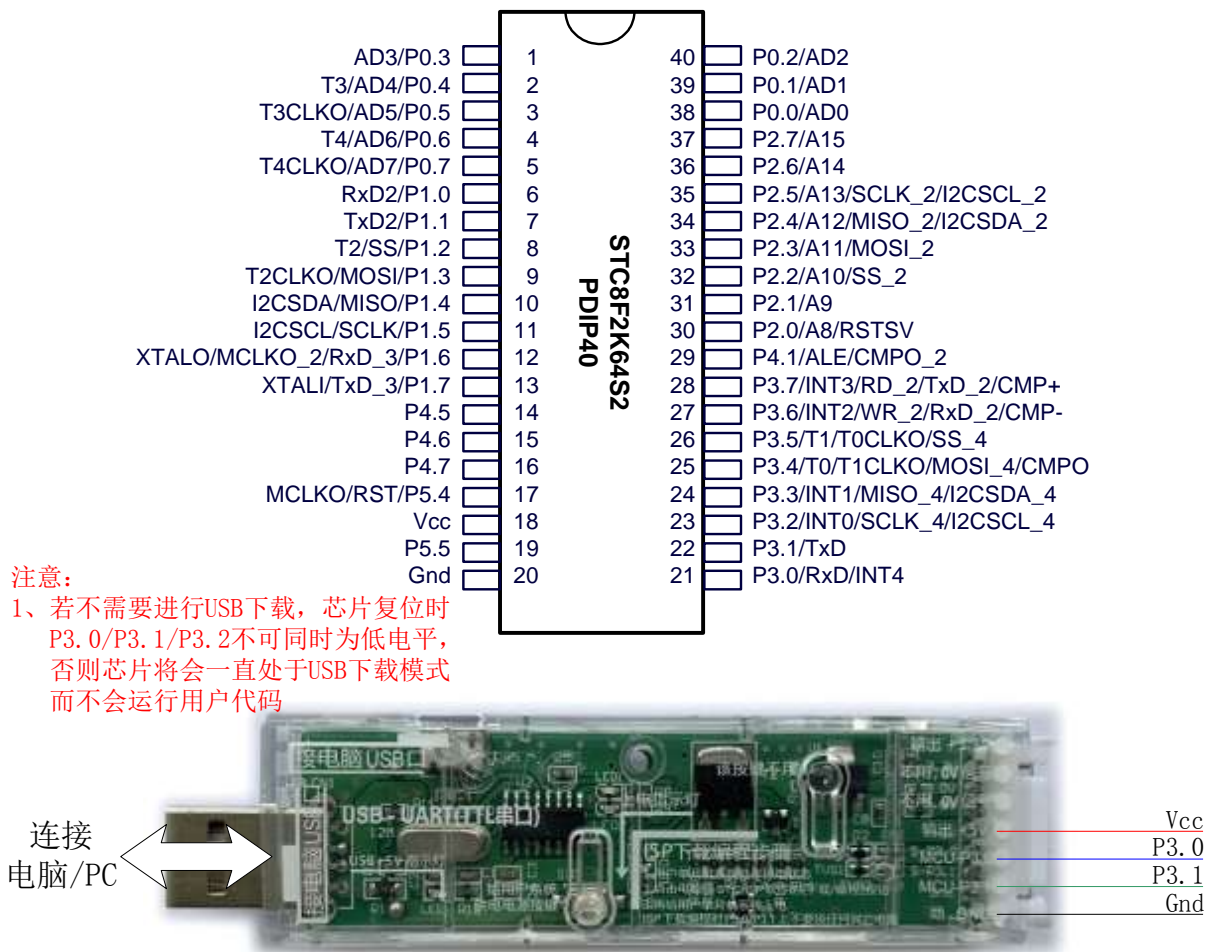 AD3/P0.3 1
T3/AD4/P0.4 2
T3CLKO/AD5/P0.5 3
T4/AD6/P0.6 4
T4CLKO/AD7/P0.7 5
RxD2/P1.0 6
TxD2/P1.1 7
T2/SS/P1.2 8
T2CLKO/MOSI/P1.3 9
I2CSDA/MISO/P1.4 10
I2CSCL/SCLK/P1.5 11
XTALO/MCLKO_2/RxD_3/P1.6 12
XTALI/TxD_3/P1.7 13
P4.5 14
P4.6 15
P4.7 16
MCLKO/RST/P5.4 17
Vcc 18
P5.5 19
Gnd 20
STC8F2K64S2
PDIP40
40 P0.2/AD2
39 P0.1/AD1
38 P0.0/AD0
37 P2.7/A15
36 P2.6/A14
35 P2.5/A13/SCLK_2/I2CSCL_2
34 P2.4/A12/MISO_2/I2CSDA_2
33 P2.3/A11/MOSI_2
32 P2.2/A10/SS_2
31 P2.1/A9
30 P2.0/A8/RSTSV
29 P4.1/ALE/CMPO_2
28 P3.7/INT3/RD_2/TxD_2/CMP+
27 P3.6/INT2/WR_2/RxD_2/CMP-
26 P3.5/T1/T0CLKO/SS_4
25 P3.4/T0/T1CLKO/MOSI_4/CMPO
24 P3.3/INT1/MISO_4/I2CSDA_4
23 P3.2/INT0/SCLK_4/I2CSCL_4
22 P3.1/TxD
21 P3.0/RxD/INT4
注意：
1、若不需要进行USB下载，芯片复位时
P3.0/P3.1/P3.2不可同时为低电平，
否则芯片将会一直处于USB下载模式
而不会运行用户代码
连接
电脑/PC
接电脑USB口
USB - UART(TTL串口)
Vcc
P3.0
P3.1
Gnd